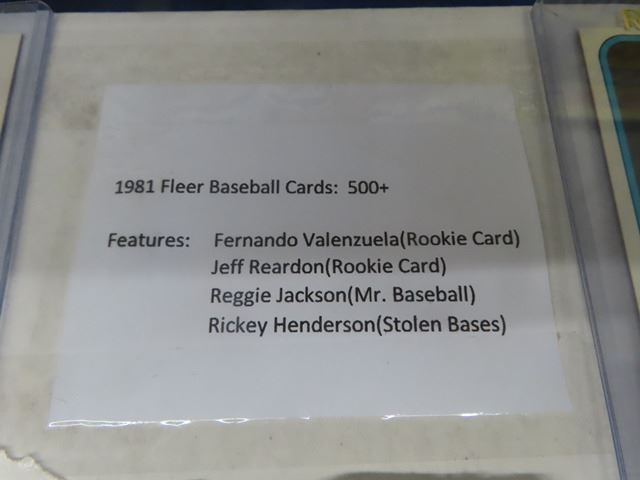 1981 Fleer Baseball Cards: 500+
Features: Fernando Valenzuela(Rookie Card)
Jeff Reardon(Rookie Card)
Reggie Jackson(Mr. Baseball)
Rickey Henderson(Stolen Bases)